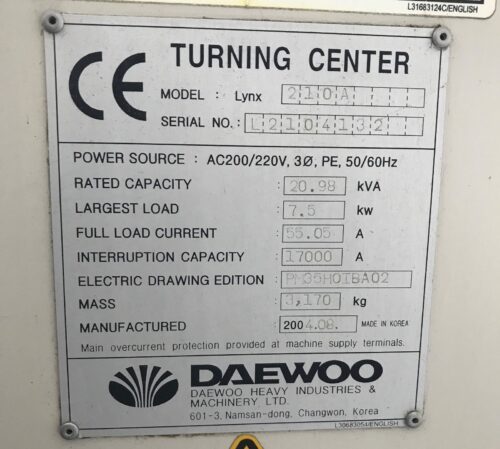 L31683124C/ENGLISH
CE TURNING CENTER
MODEL : Lynx 210A
SERIAL NO.: L2104132
POWER SOURCE : AC200/220V, 3Ø, PE, 50/60Hz
RATED CAPACITY 20.98 kVA
LARGEST LOAD 7.5 kw
FULL LOAD CURRENT 55.05 A
INTERRUPTION CAPACITY 17000 A
ELECTRIC DRAWING EDITION PM35H0IBA02
MASS 3,170 kg
MANUFACTURED 2004.08. MADE IN KOREA
Main overcurrent protection provided at machine supply terminals.
DAEWOO
DAEWOO HEAVY INDUSTRIES &
MACHINERY LTD.
601-3, Namsan-dong, Changwon, Korea
L30683054/ENGLISH